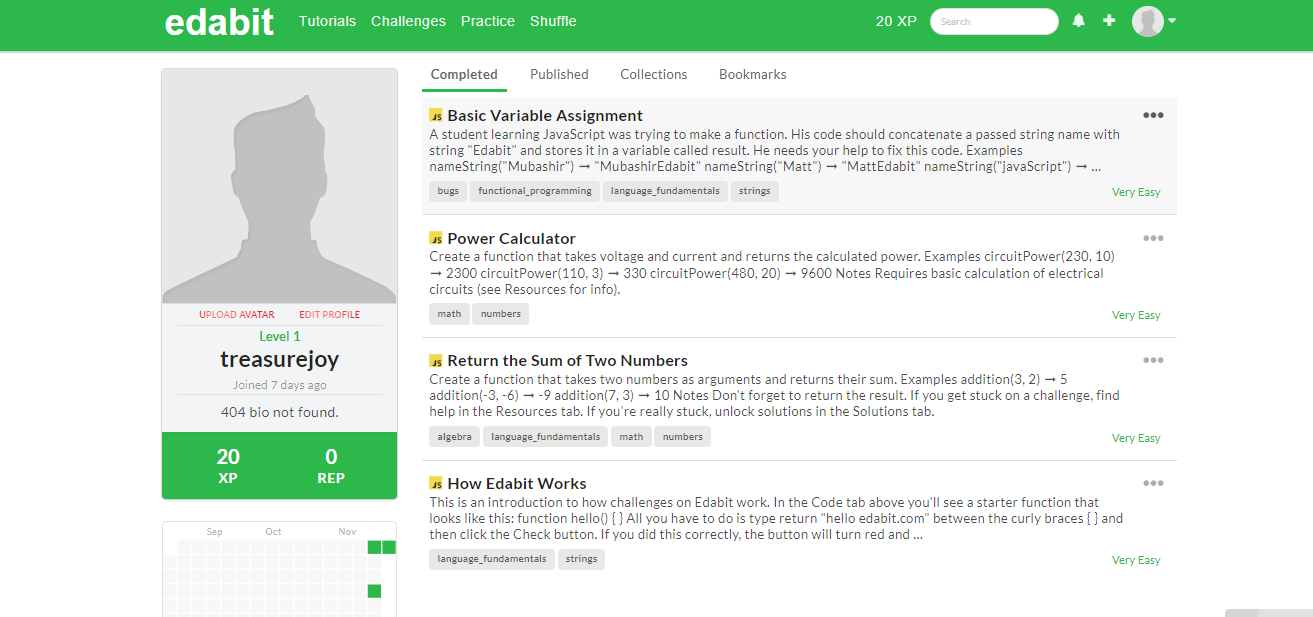 edabit Tutorials Challenges Practice Shuffle 20 XP Search
UPLOAD AVATAR EDIT PROFILE
Level 1
treasurejoy
Joined 7 days ago
404 bio not found.
20 0
XP REP
Sep Oct Nov
Completed Published Collections Bookmarks
JS Basic Variable Assignment
A student learning JavaScript was trying to make a function. His code should concatenate a passed string name with
string "Edabit" and stores it in a variable called result. He needs your help to fix this code. Examples
nameString("Mubashir") → "MubashirEdabit" nameString("Matt") → "MattEdabit" nameString("javaScript") → ...
bugs functional_programming language_fundamentals strings Very Easy
JS Power Calculator
Create a function that takes voltage and current and returns the calculated power. Examples circuitPower(230, 10)
→ 2300 circuitPower(110, 3) → 330 circuitPower(480, 20) → 9600 Notes Requires basic calculation of electrical
circuits (see Resources for info).
math numbers Very Easy
JS Return the Sum of Two Numbers
Create a function that takes two numbers as arguments and returns their sum. Examples addition(3, 2) → 5
addition(-3, -6) → -9 addition(7, 3) → 10 Notes Don't forget to return the result. If you get stuck on a challenge, find
help in the Resources tab. If you're really stuck, unlock solutions in the Solutions tab.
algebra language_fundamentals math numbers Very Easy
JS How Edabit Works
This is an introduction to how challenges on Edabit work. In the Code tab above you'll see a starter function that
looks like this: function hello() { } All you have to do is type return "hello edabit.com" between the curly braces { } and
then click the Check button. If you did this correctly, the button will turn red and ...
language_fundamentals strings Very Easy